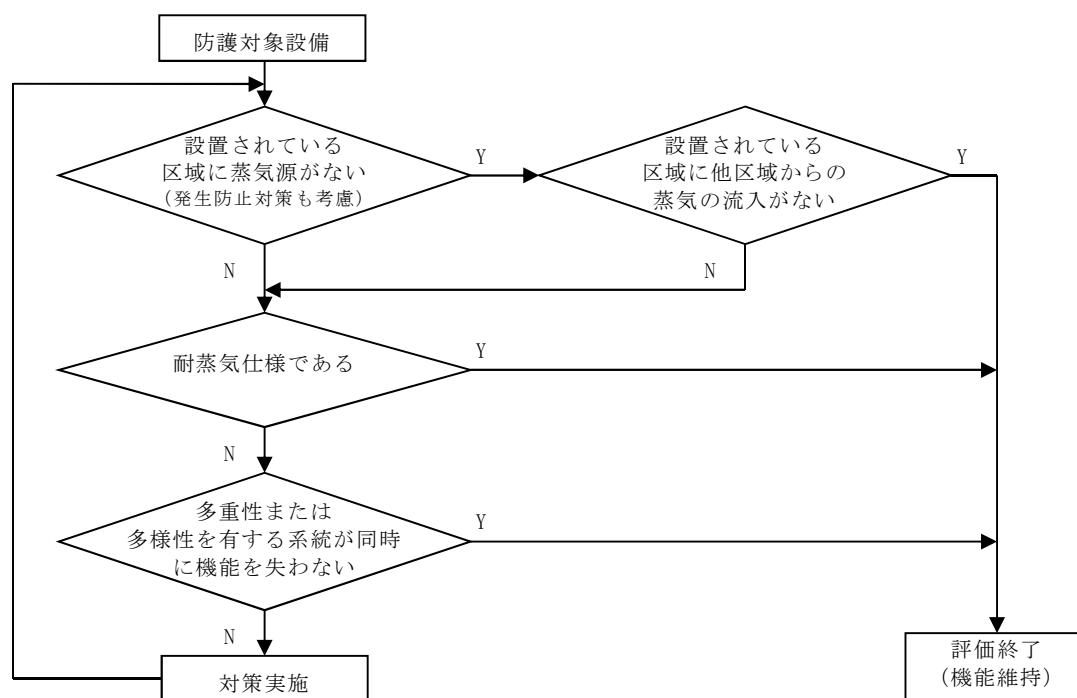 防護対象設備
設置されている
区域に蒸気源がない
（発生防止対策も考慮）
Y
設置されている
区域に他区域からの
蒸気の流入がない
Y
N
N
耐蒸気仕様である
Y
N
多重性または
多様性を有する系統が同時
に機能を失わない
Y
N
対策実施
評価終了
（機能維持）